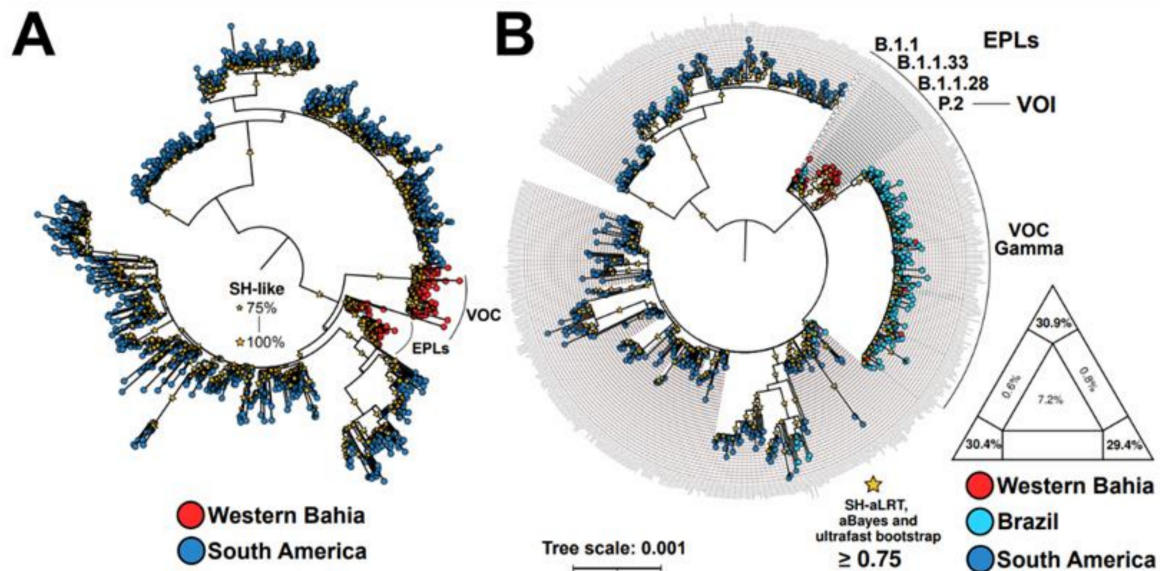 A
SH-like
75%
100%
VOC
EPLs
Western Bahia
South America
B
B.1.1
B.1.1.33
B.1.1.28
P.2
EPLs
VOI
VOC
Gamma
30.9%
0.6%
0.8%
7.2%
30.4%
29.4%
SH-aLRT,
aBayes and
ultrafast bootstrap
≥ 0.75
Tree scale: 0.001
Western Bahia
Brazil
South America